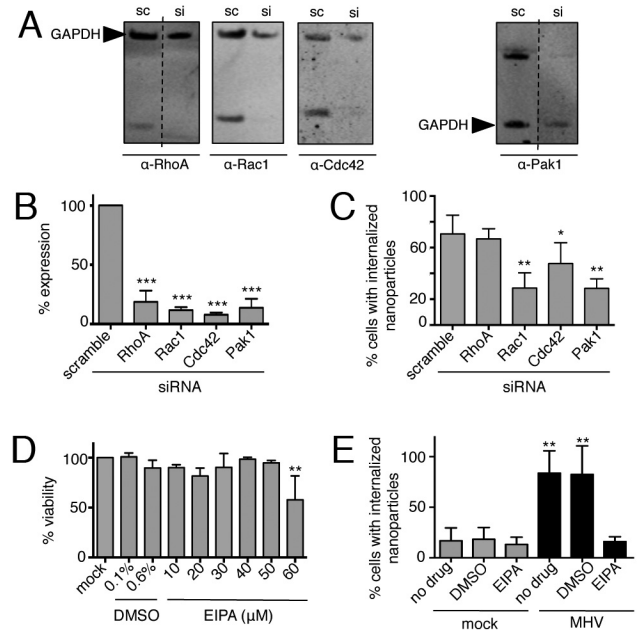 A
sc si sc si sc si sc si
GAPDH
GAPDH
α-RhoA α-Rac1 α-Cdc42 α-Pak1
B
% expression
100
50
0
***
***
***
***
scramble RhoA Rac1 Cdc42 Pak1
siRNA
C
% cells with internalized
nanoparticles
100
60
20
0
**
*
**
scramble RhoA Rac1 Cdc42 Pak1
siRNA
D
% viability
100
50
0
**
mock 0.1% 0.6% 10 20 30 40 50 60
DMSO EIPA (µM)
E
% cells with internalized
nanoparticles
100
50
0
** **
no drug DMSO EIPA no drug DMSO EIPA
mock MHV